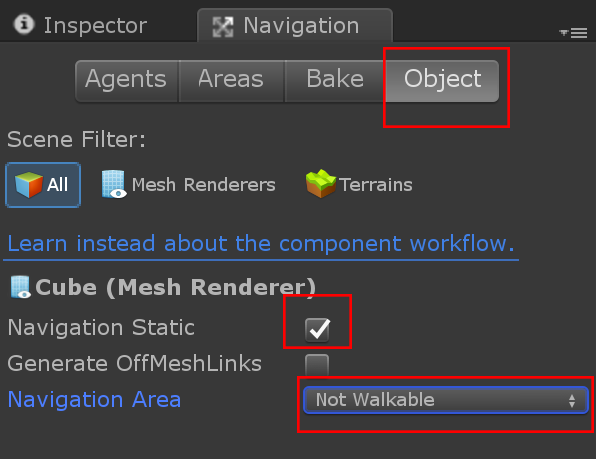 Inspector Navigation
Agents Areas Bake Object
Scene Filter:
All Mesh Renderers Terrains
Learn instead about the component workflow.
Cube (Mesh Renderer)
Navigation Static
Generate OffMeshLinks
Navigation Area Not Walkable